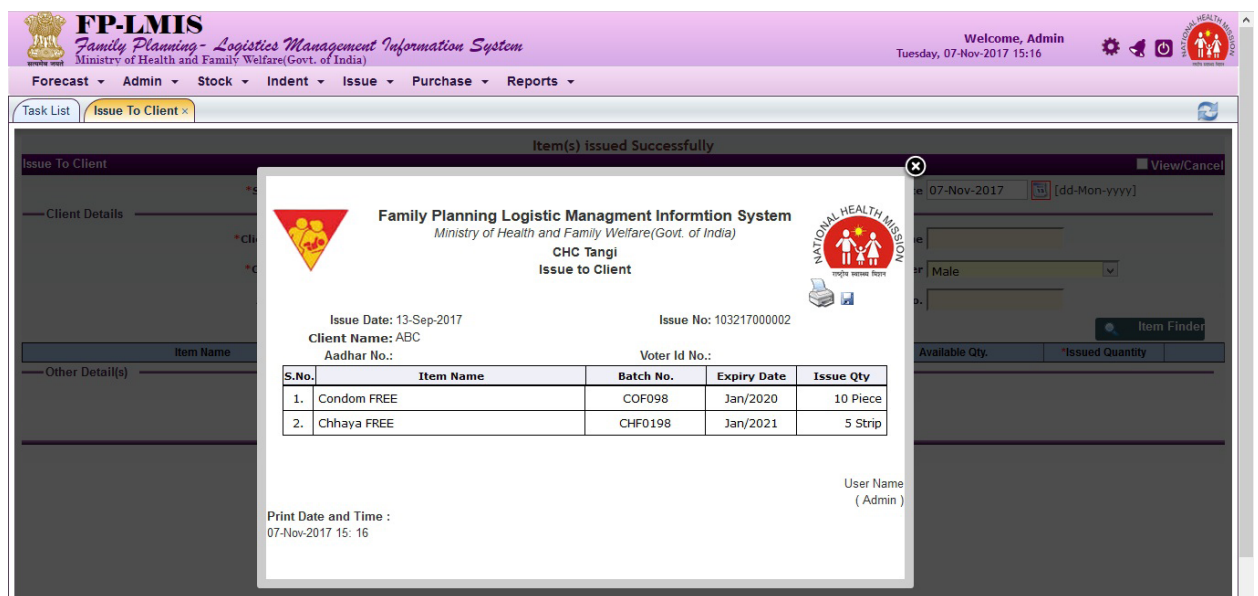 FP-LMIS
Family Planning - Logistics Management Information System
Ministry of Health and Family Welfare(Govt. of India)
Welcome, Admin
Tuesday, 07-Nov-2017 15:16
Forecast Admin Stock Indent Issue Purchase Reports
Task List Issue To Client ×
Item(s) issued Successfully
Issue To Client View/Cancel
07-Nov-2017 [dd-Mon-yyyy]
Client Details
Male
Item Finder
Item Name Available Qty. *Issued Quantity
Other Detail(s)
Family Planning Logistic Managment Informtion System
Ministry of Health and Family Welfare(Govt. of India)
CHC Tangi
Issue to Client
NATIONAL HEALTH MISSION
राष्ट्रीय स्वास्थ्य मिशन
Issue Date: 13-Sep-2017 Issue No: 103217000002
Client Name: ABC
Aadhar No.: Voter Id No.:
S.No. Item Name Batch No. Expiry Date Issue Qty
1. Condom FREE COF098 Jan/2020 10 Piece
2. Chhaya FREE CHF0198 Jan/2021 5 Strip
User Name
( Admin )
Print Date and Time :
07-Nov-2017 15: 16